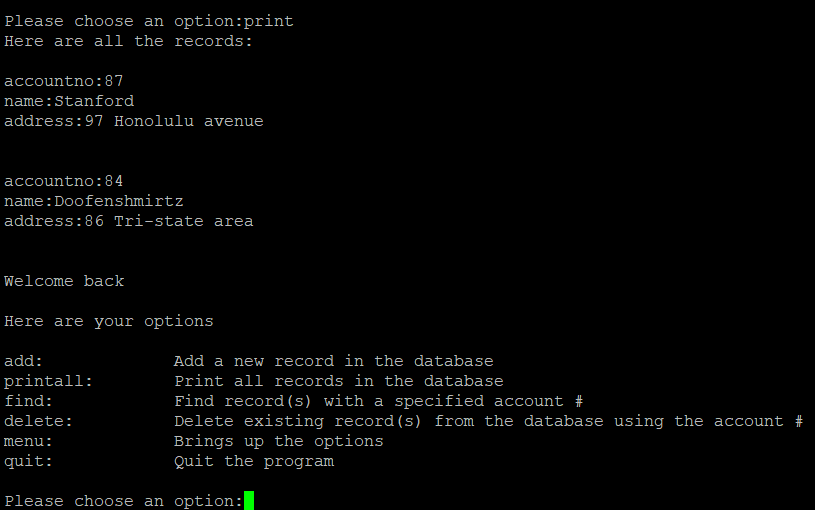 Please choose an option:print
Here are all the records:
accountno:87
name:Stanford
address:97 Honolulu avenue
accountno:84
name:Doofenshmirtz
address:86 Tri-state area
Welcome back
Here are your options
add: Add a new record in the database
printall: Print all records in the database
find: Find record(s) with a specified account #
delete: Delete existing record(s) from the database using the account #
menu: Brings up the options
quit: Quit the program
Please choose an option: